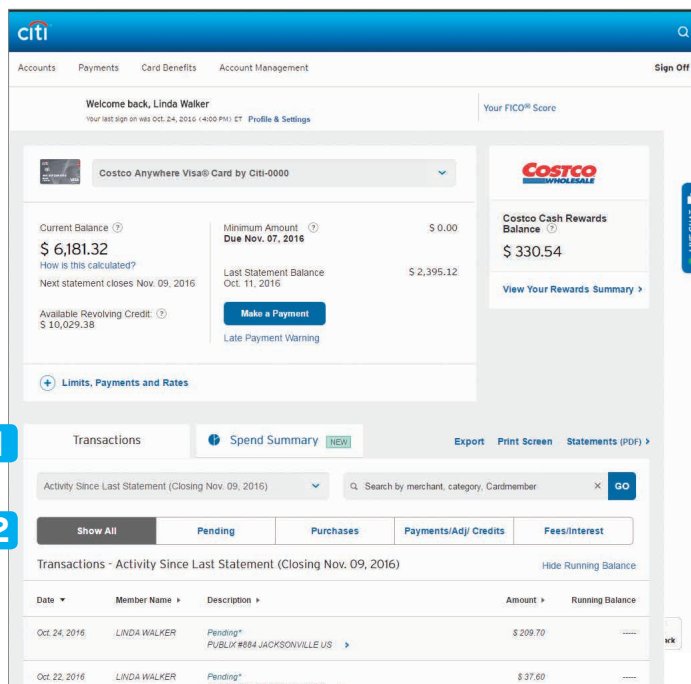 citi
Accounts Payments Card Benefits Account Management Sign Off
Welcome back, Linda Walker
Your last sign on was Oct. 24, 2016 (4:00 PM) ET Profile & Settings
Your FICO® Score
Costco Anywhere Visa® Card by Citi-0000
COSTCO
WHOLESALE
Current Balance ?
$ 6,181.32
How is this calculated?
Next statement closes Nov. 09, 2016
Available Revolving Credit: ?
$ 10,029.38
Minimum Amount ? $ 0.00
Due Nov. 07, 2016
Last Statement Balance $ 2,395.12
Oct. 11, 2016
Make a Payment
Late Payment Warning
Costco Cash Rewards
Balance ?
$ 330.54
View Your Rewards Summary >
+ Limits, Payments and Rates
1
Transactions Spend Summary NEW Export Print Screen Statements (PDF) >
Activity Since Last Statement (Closing Nov. 09, 2016) Search by merchant, category, Cardmember × GO
2
Show All Pending Purchases Payments/Adj/ Credits Fees/Interest
Transactions - Activity Since Last Statement (Closing Nov. 09, 2016) Hide Running Balance
Date ▼ Member Name ▶ Description ▶ Amount ▶ Running Balance
Oct. 24, 2016 LINDA WALKER Pending* $ 209.70 -----
PUBLIX #884 JACKSONVILLE US >
Oct. 22, 2016 LINDA WALKER Pending* $ 37.60 -----